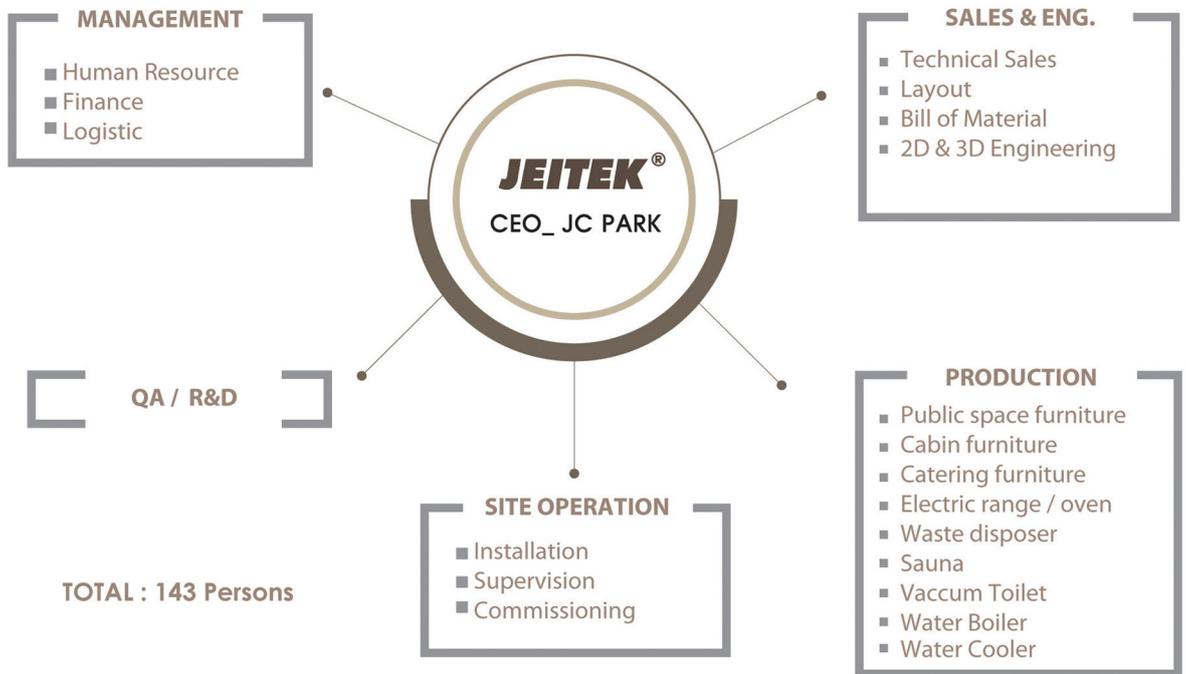 MANAGEMENT
Human Resource
Finance
Logistic
SALES & ENG.
Technical Sales
Layout
Bill of Material
2D & 3D Engineering
JEITEK®
CEO_ JC PARK
QA / R&D
SITE OPERATION
Installation
Supervision
Commissioning
PRODUCTION
Public space furniture
Cabin furniture
Catering furniture
Electric range / oven
Waste disposer
Sauna
Vaccum Toilet
Water Boiler
Water Cooler
TOTAL : 143 Persons